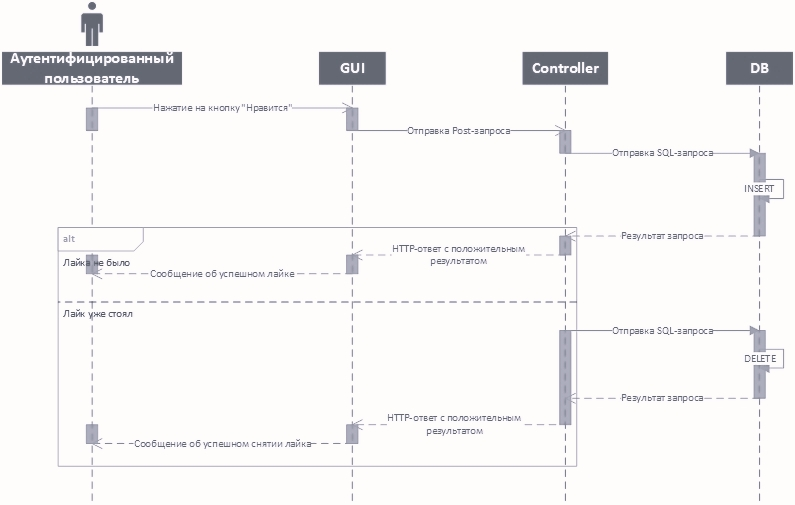 Аутентифицированный
пользователь
GUI
Controller
DB
Нажатие на кнопку "Нравится"
Отправка Post-запроса
Отправка SQL-запроса
INSERT
Результат запроса
alt
HTTP-ответ с положительным
результатом
Лайка не было
Сообщение об успешном лайке
Лайк уже стоял
Отправка SQL-запроса
DELETE
Результат запроса
HTTP-ответ с положительным
результатом
Сообщение об успешном снятии лайка